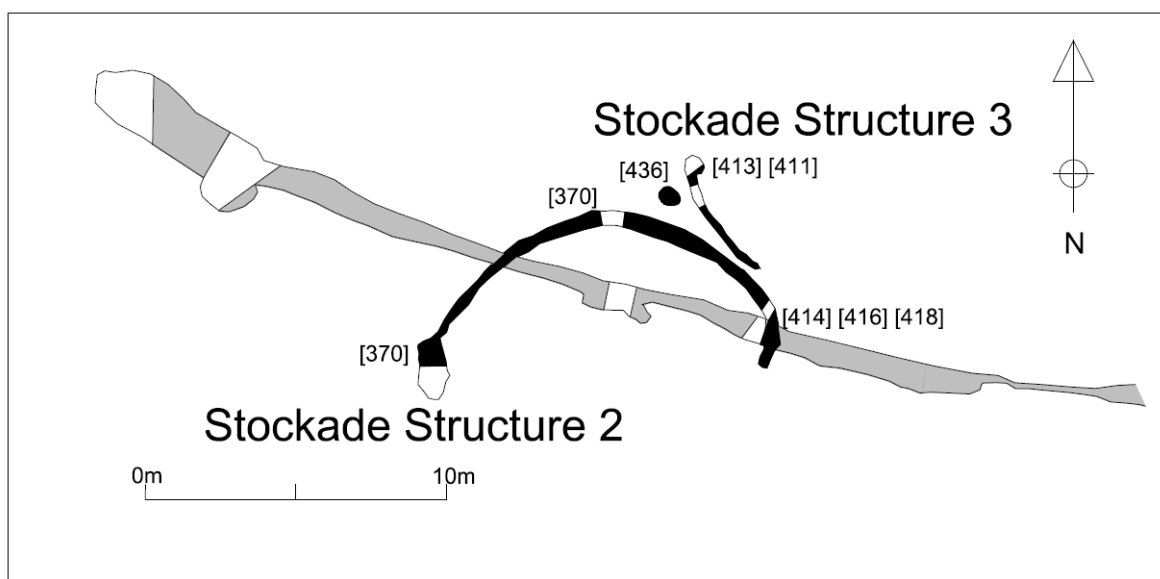 Stockade Structure 3
[436]
[413] [411]
[370]
N
[414] [416] [418]
[370]
Stockade Structure 2
0m
10m